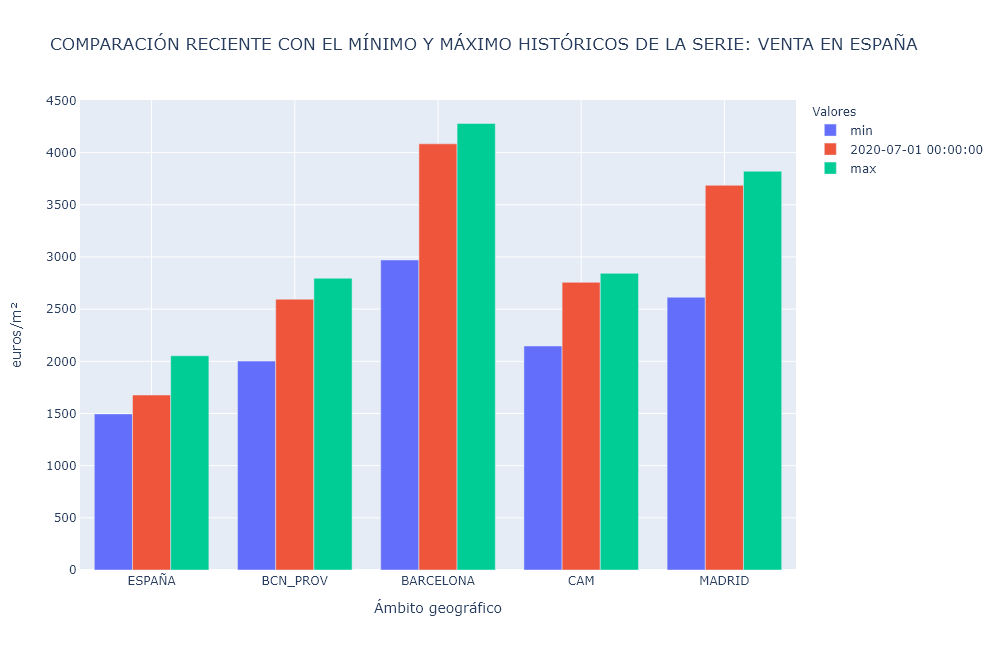 COMPARACIÓN RECIENTE CON EL MÍNIMO Y MÁXIMO HISTÓRICOS DE LA SERIE: VENTA EN ESPAÑA
Valores
min
2020-07-01 00:00:00
max
4500
4000
3500
3000
2500
2000
1500
1000
500
0
euros/m²
ESPAÑA
BCN_PROV
BARCELONA
CAM
MADRID
Ámbito geográfico